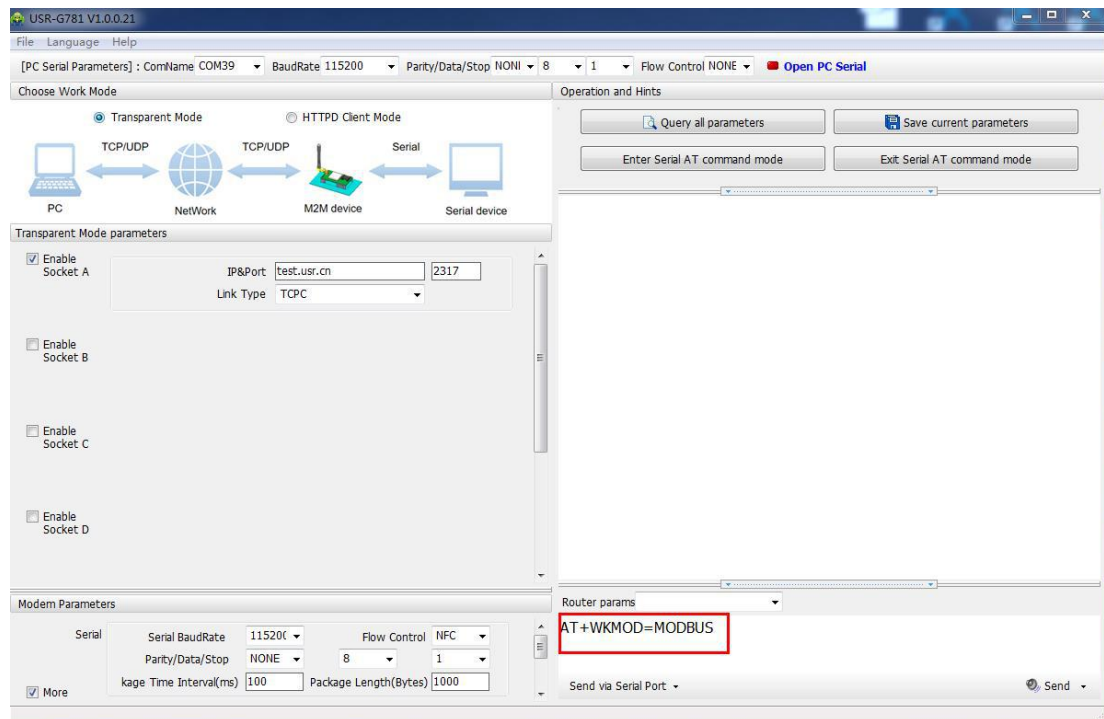 USR-G781 V1.0.0.21
File Language Help
[PC Serial Parameters] : ComName COM39 BaudRate 115200 Parity/Data/Stop NONI 8 1 Flow Control NONE Open PC Serial
Choose Work Mode
Transparent Mode HTTPD Client Mode
TCP/UDP TCP/UDP Serial
PC NetWork M2M device Serial device
Transparent Mode parameters
Enable
Socket A
IP&Port test.usr.cn 2317
Link Type TCPC
Enable
Socket B
Enable
Socket C
Enable
Socket D
Modem Parameters
Serial Serial BaudRate 11520( Flow Control NFC
Parity/Data/Stop NONE 8 1
kage Time Interval(ms) 100 Package Length(Bytes) 1000
More
Operation and Hints
Query all parameters Save current parameters
Enter Serial AT command mode Exit Serial AT command mode
Router params
AT+WKMOD=MODBUS
Send via Serial Port Send